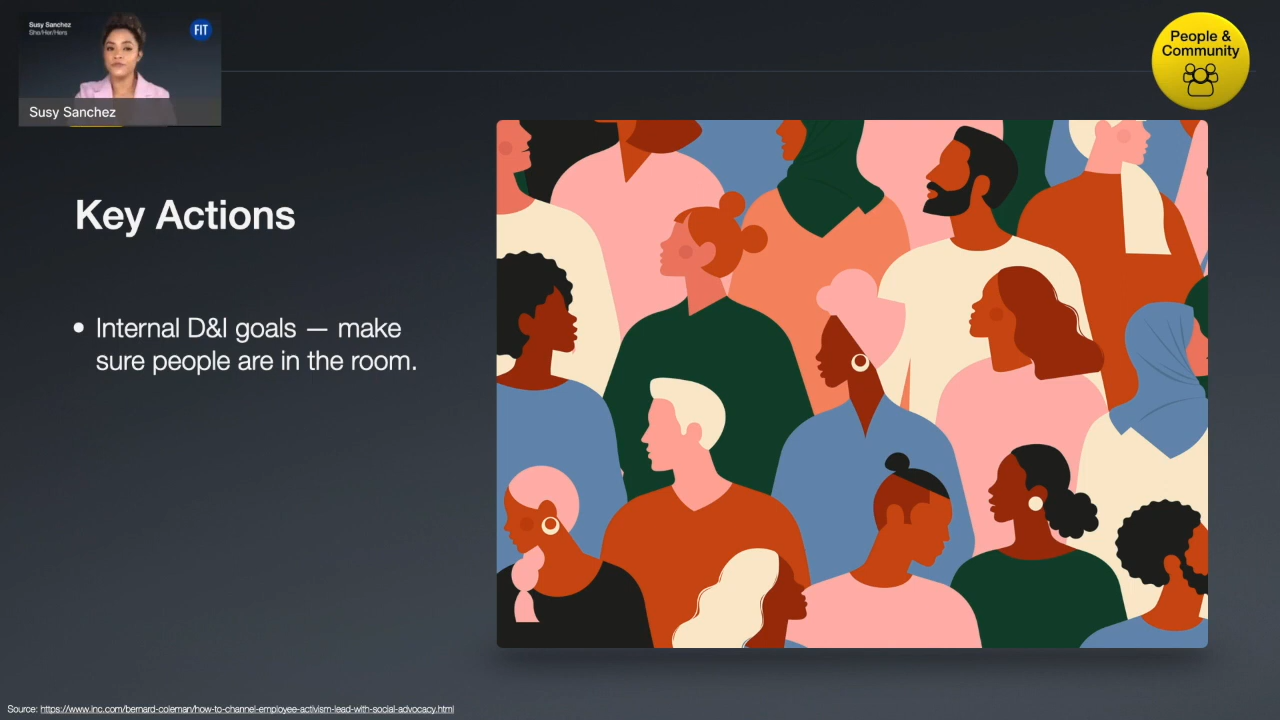 Susy Sanchez
She/Her/Hers
FIT
Susy Sanchez
People &
Community
Key Actions
• Internal D&I goals — make
sure people are in the room.
Source: https://www.inc.com/bernard-coleman/how-to-channel-employee-activism-lead-with-social-advocacy.html